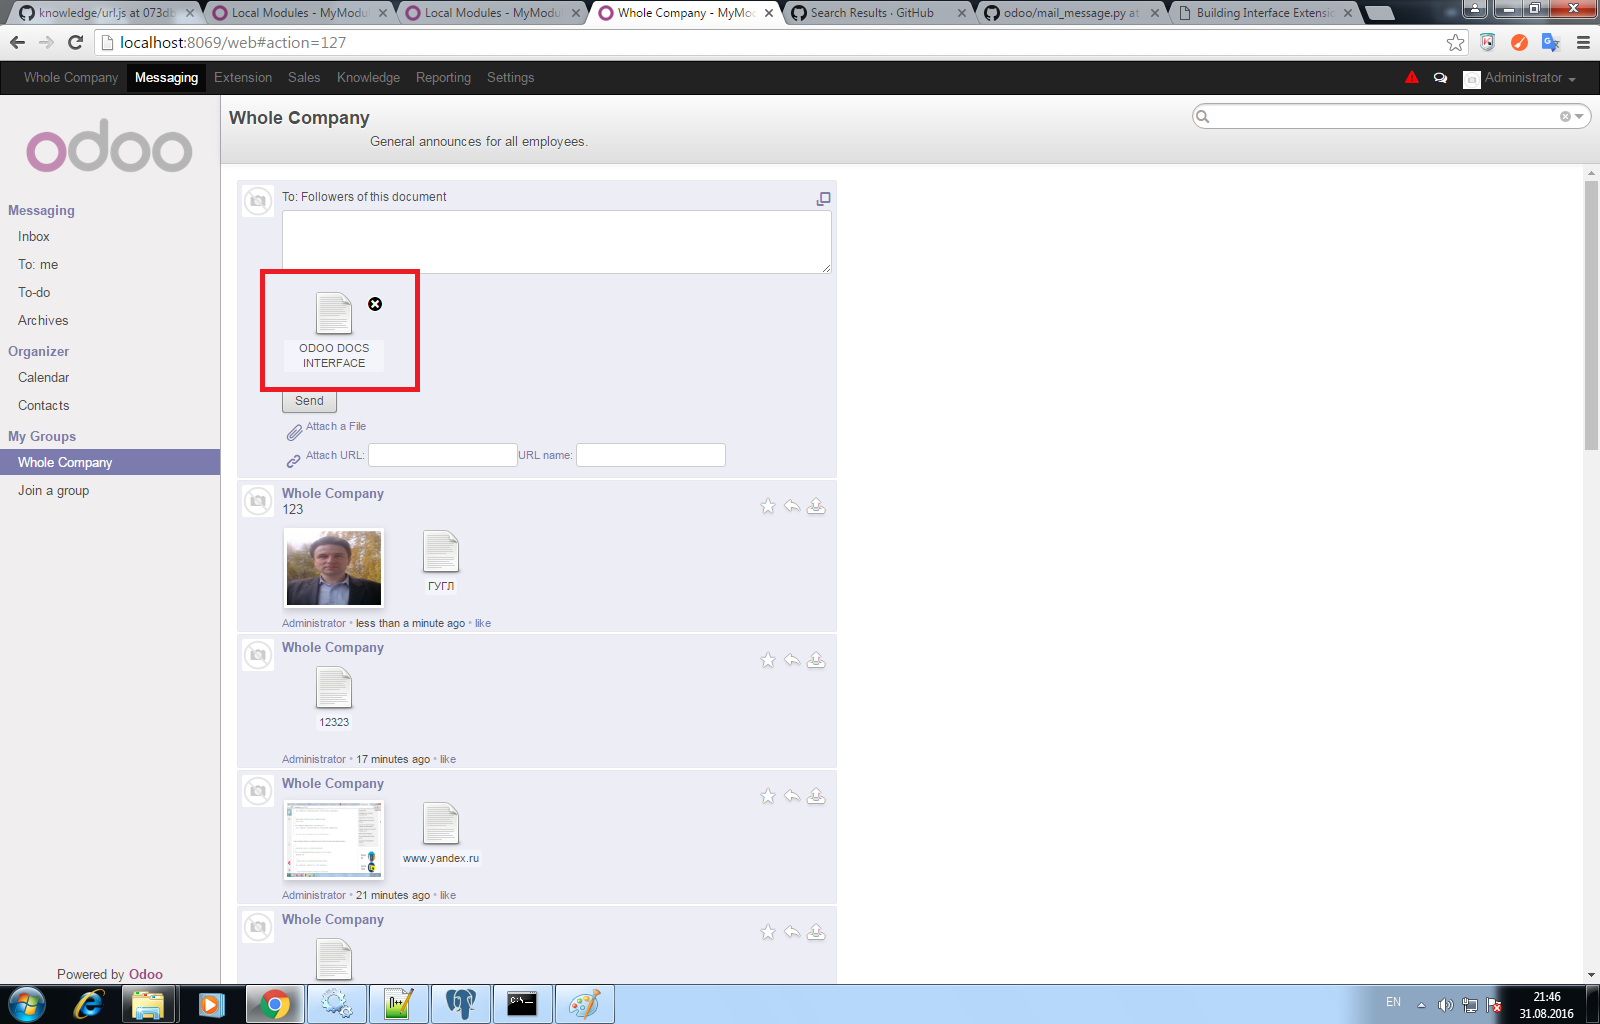 knowledge/url.js at 073db
Local Modules - MyModul
Local Modules - MyModul
Whole Company - MyMod
Search Results · GitHub
odoo/mail_message.py at
Building Interface Extensio
localhost:8069/web#action=127
Whole Company Messaging Extension Sales Knowledge Reporting Settings
Administrator
odoo
Messaging
Inbox
To: me
To-do
Archives
Organizer
Calendar
Contacts
My Groups
Whole Company
Join a group
Powered by Odoo
Whole Company
General announces for all employees.
To: Followers of this document
ODOO DOCS
INTERFACE
Send
Attach a File
Attach URL: URL name:
Whole Company
123
ГУГЛ
Administrator • less than a minute ago • like
Whole Company
12323
Administrator • 17 minutes ago • like
Whole Company
www.yandex.ru
Administrator • 21 minutes ago • like
Whole Company
EN
21:46
31.08.2016